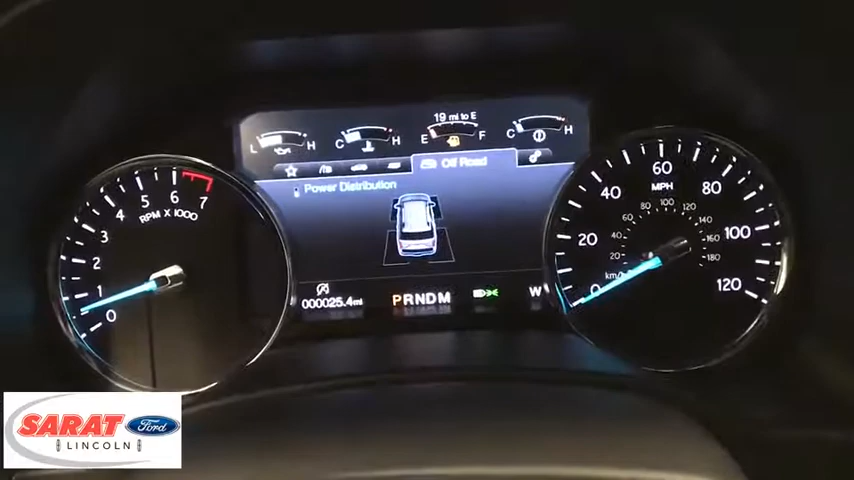 19 mi to E
L H
C H
E F
C H
Off Road
Power Distribution
0 1 2 3 4 5 6 7
RPM X 1000
0 20 40 60 80 100 120
MPH
20 40 60 80 100 120 140 160 180
km/h
000025.4 mi
PRNDM
W
SARAT
Ford
LINCOLN